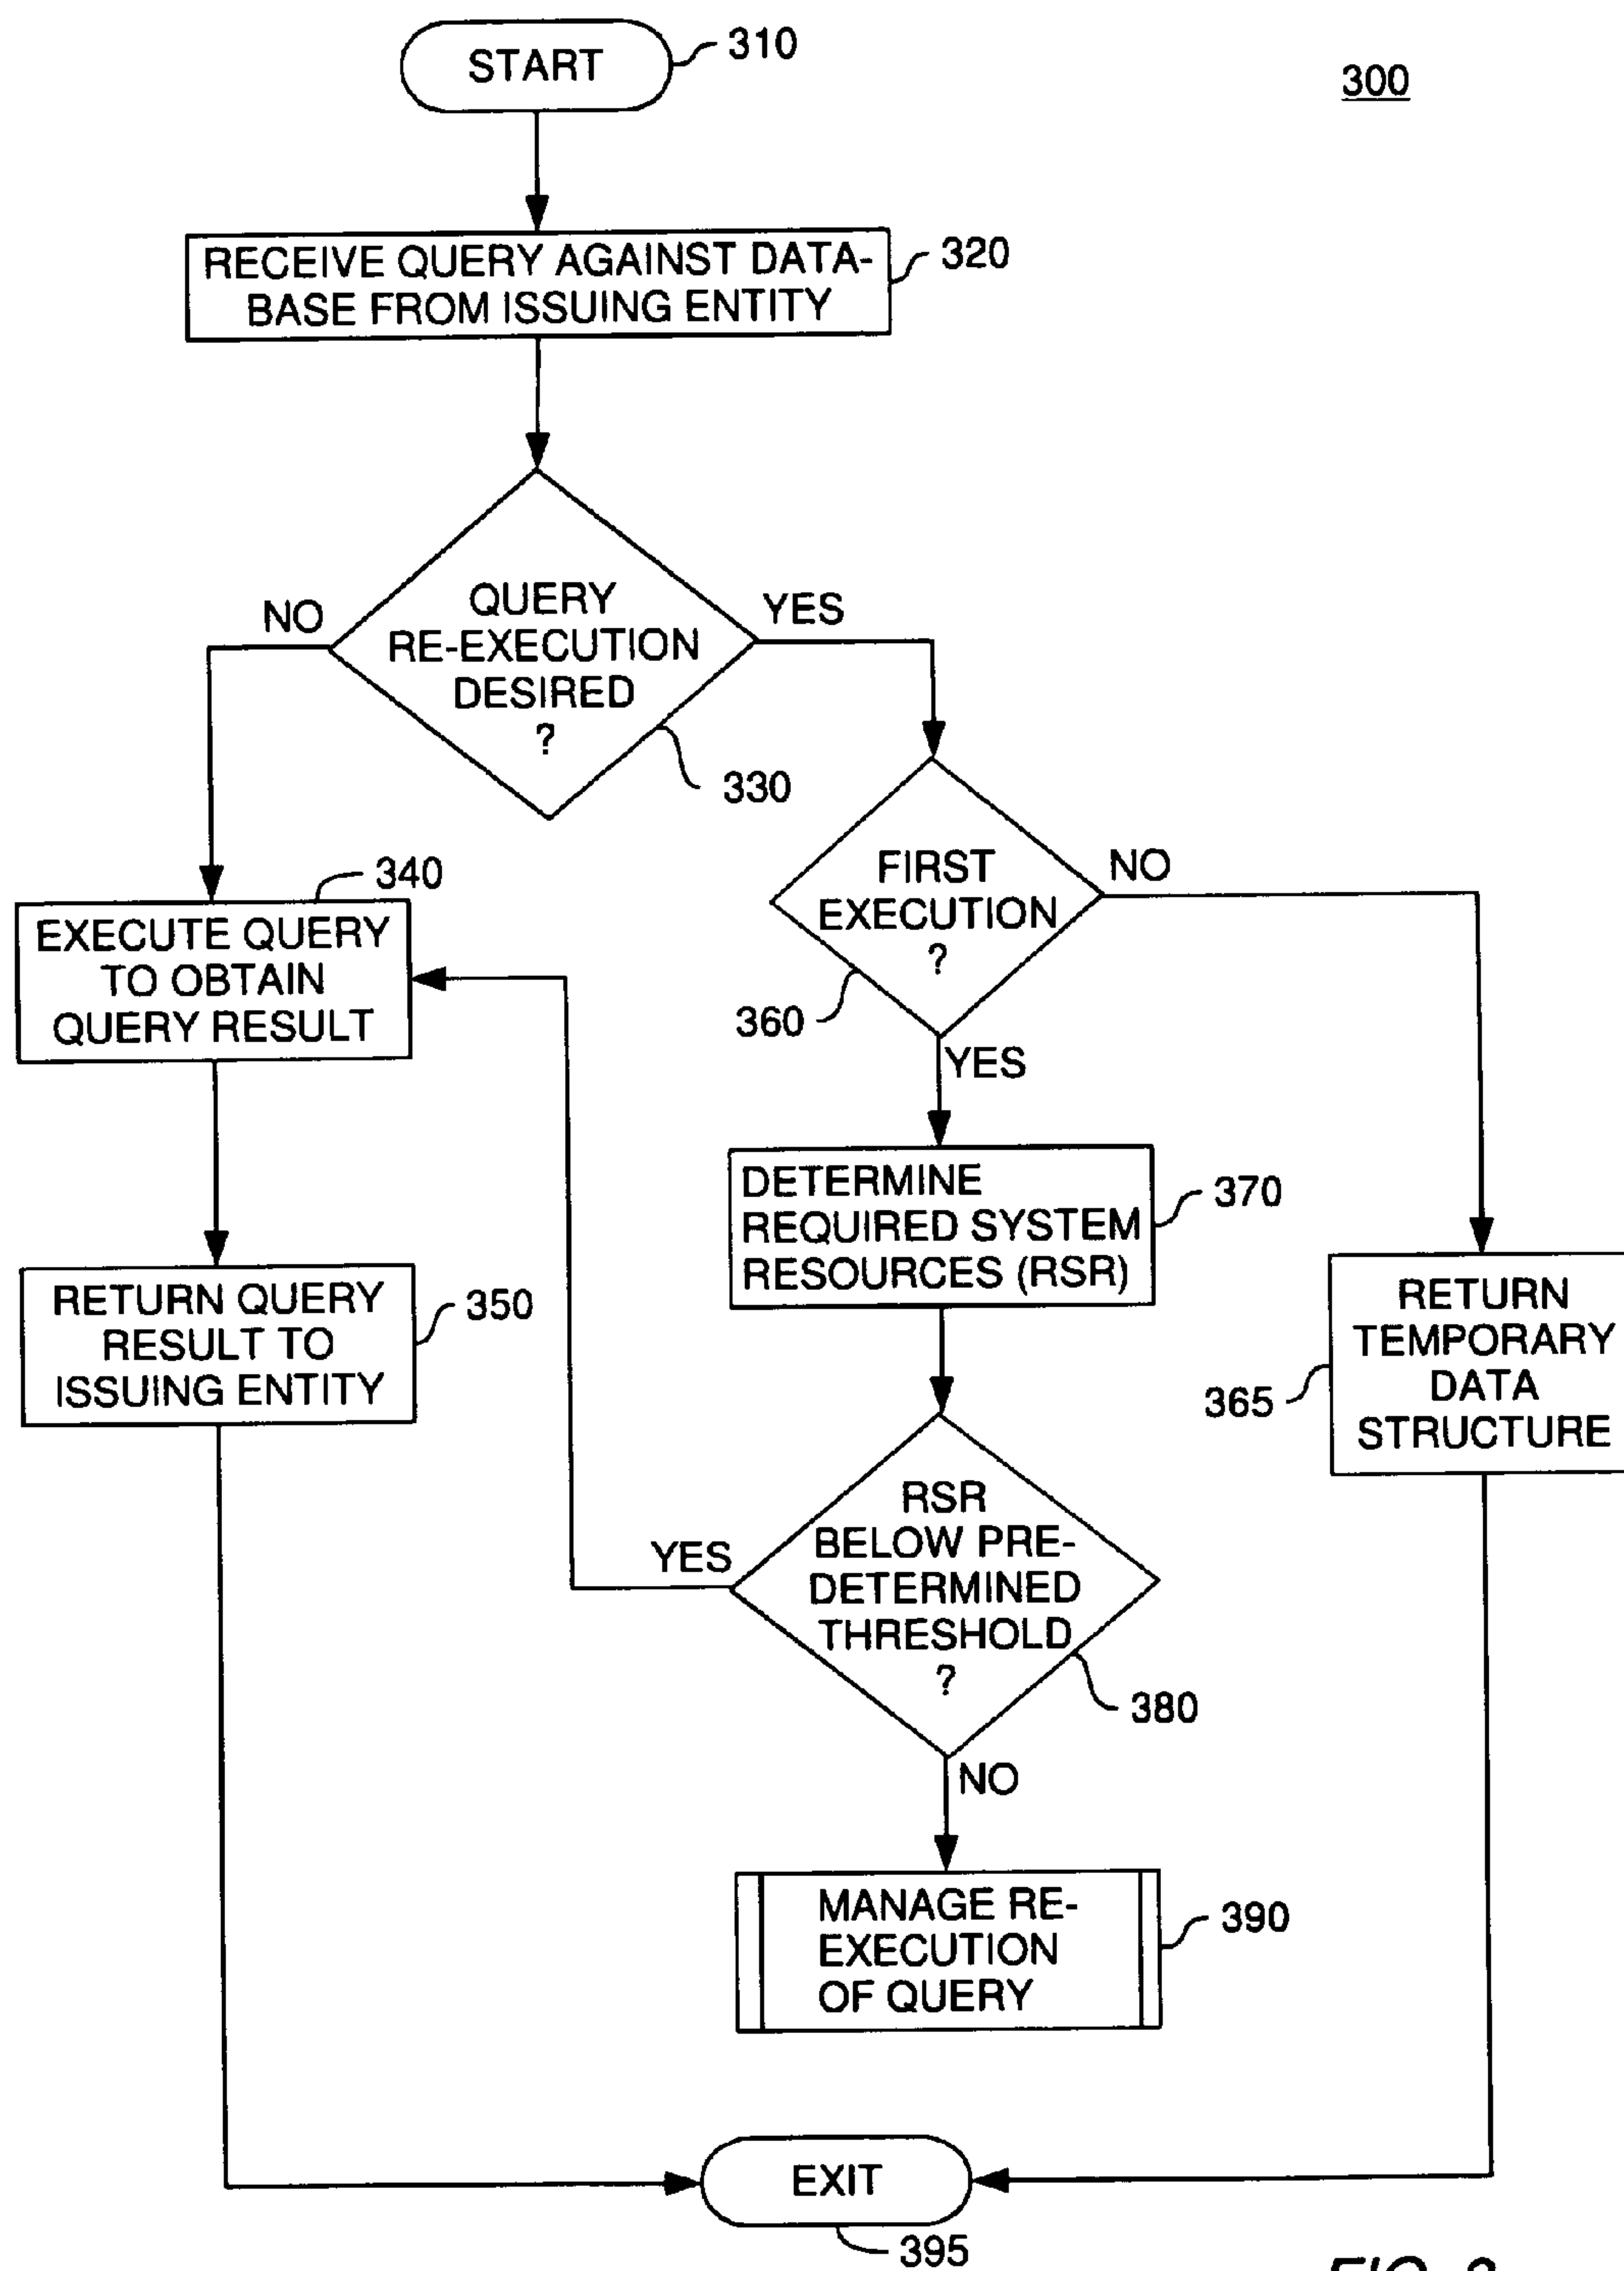 START
310
300
RECEIVE QUERY AGAINST DATA-
BASE FROM ISSUING ENTITY
320
QUERY
RE-EXECUTION
DESIRED
?
NO
YES
330
340
EXECUTE QUERY
TO OBTAIN
QUERY RESULT
FIRST
EXECUTION
?
NO
360
YES
DETERMINE
REQUIRED SYSTEM
RESOURCES (RSR)
370
RETURN QUERY
RESULT TO
ISSUING ENTITY
350
RETURN
TEMPORARY
DATA
STRUCTURE
365
RSR
BELOW PRE-
DETERMINED
THRESHOLD
?
YES
380
NO
MANAGE RE-
EXECUTION
OF QUERY
390
EXIT
395